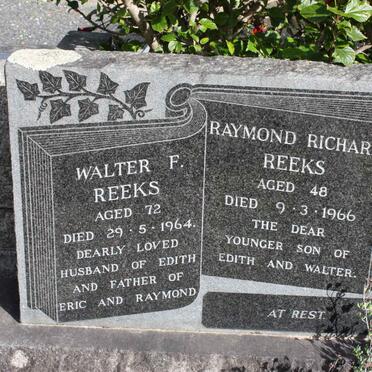 WALTER F.
REEKS
AGED 72
DIED 29·5·1964.
DEARLY LOVED
HUSBAND OF EDITH
AND FATHER OF
ERIC AND RAYMOND
RAYMOND RICHAR
REEKS
AGED 48
DIED 9·3·1966
THE DEAR
YOUNGER SON OF
EDITH AND WALTER.
AT REST